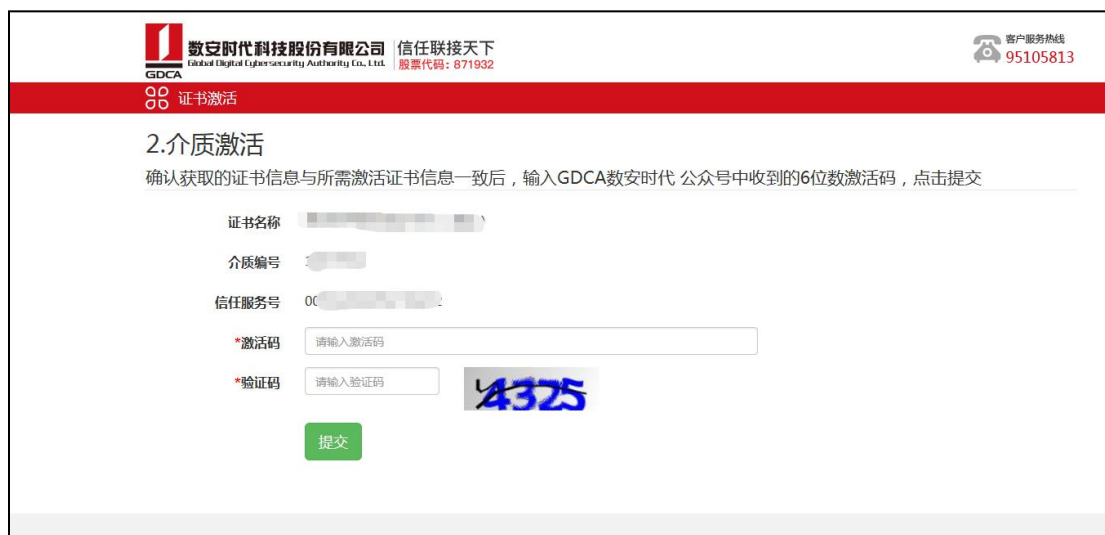 数安时代科技股份有限公司
Global Digital Cybersecurity Authority Co., Ltd.
GDCA
信任联接天下
股票代码：871932
客户服务热线
95105813
证书激活
2.介质激活
确认获取的证书信息与所需激活证书信息一致后，输入GDCA数安时代 公众号中收到的6位数激活码，点击提交
证书名称
介质编号
信任服务号
*激活码 请输入激活码
*验证码 请输入验证码 4325
提交